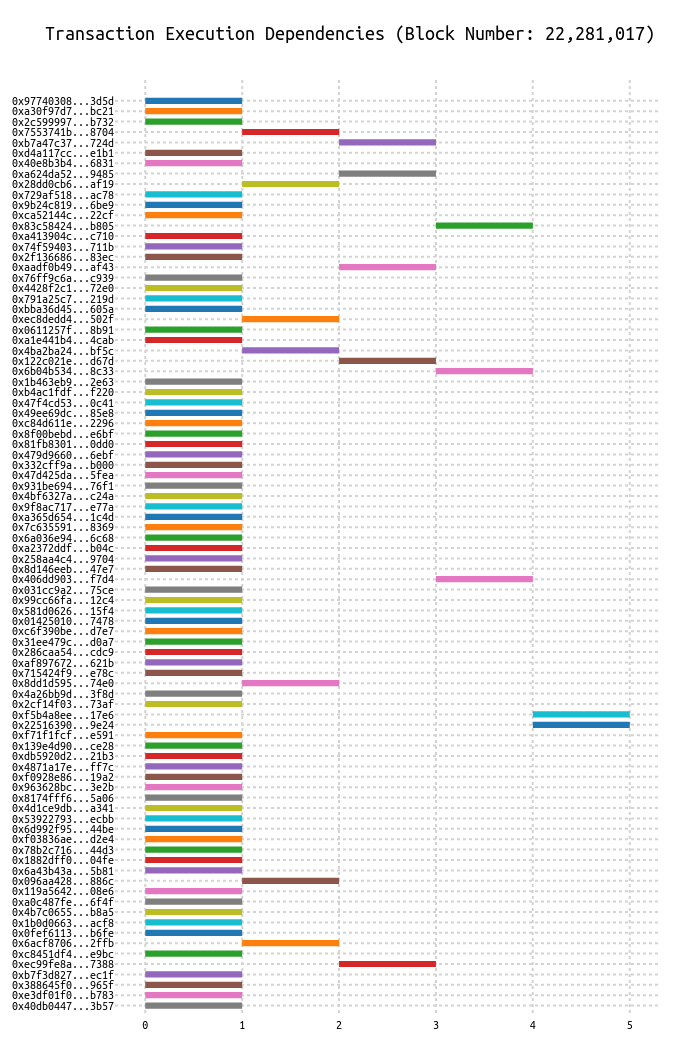 Transaction Execution Dependencies (Block Number: 22,281,017)
0x97740308...3d5d
0xa30f97d7...bc21
0x2c599997...b732
0x7553741b...8704
0xb7a47c37...724d
0xd4a117cc...e1b1
0x40e8b3b4...6831
0xa624da52...9485
0x28dd0cb6...af19
0x729af518...ac78
0x9b24c819...6be9
0xca52144c...22cf
0x83c58424...b805
0xa413904c...c710
0x74f59403...711b
0x2f136686...83ec
0xaadf0b49...af43
0x76ff9c6a...c939
0x4428f2c1...72e0
0x791a25c7...219d
0xbba36d45...605a
0xec8dedd4...502f
0x0611257f...8b91
0xa1e441b4...4cab
0x4ba2ba24...bf5c
0x122c021e...d67d
0x6b04b534...8c33
0x1b463eb9...2e63
0xb4ac1fdf...f220
0x47f4cd53...0c41
0x49ee69dc...85e8
0xc84d611e...2296
0x8f00bebd...e6bf
0x81fb8301...0dd0
0x479d9660...6ebf
0x332cff9a...b000
0x47d425da...5fea
0x931be694...76f1
0x4bf6327a...c24a
0x9f8ac717...e77a
0xa365d654...1c4d
0x7c635591...8369
0x6a036e94...6c68
0xa2372ddf...b04c
0x258aa4c4...9704
0x8d146eeb...47e7
0x406dd903...f7d4
0x031cc9a2...75ce
0x99cc66fa...12c4
0x581d0626...15f4
0x01425010...7478
0xc6f390be...d7e7
0x31ee479c...d0a7
0x286caa54...cdc9
0xaf897672...621b
0x715424f9...e78c
0x8dd1d595...74e0
0x4a26bb9d...3f8d
0x2cf14f03...73af
0xf5b4a8ee...17e6
0x22516390...9e24
0xf71f1fcf...e591
0x139e4d90...ce28
0xdb5920d2...21b3
0x4871a17e...ff7c
0xf0928e86...19a2
0x963628bc...3e2b
0x8174fff6...5a06
0x4d1ce9db...a341
0x53922793...ecbb
0x6d992f95...44be
0xf03836ae...d2e4
0x78b2c716...44d3
0x1882dff0...04fe
0x6a43b43a...5b81
0x096aa428...886c
0x119a5642...08e6
0xa0c487fe...6f4f
0x4b7c0655...b8a5
0x1b0d0663...acf8
0x0fef6113...b6fe
0x6acf8706...2ffb
0xc8451df4...e9bc
0xec99fe8a...7388
0xb7f3d827...ec1f
0x388645f0...965f
0xe3df01f0...b783
0x40db0447...3b57
0 1 2 3 4 5